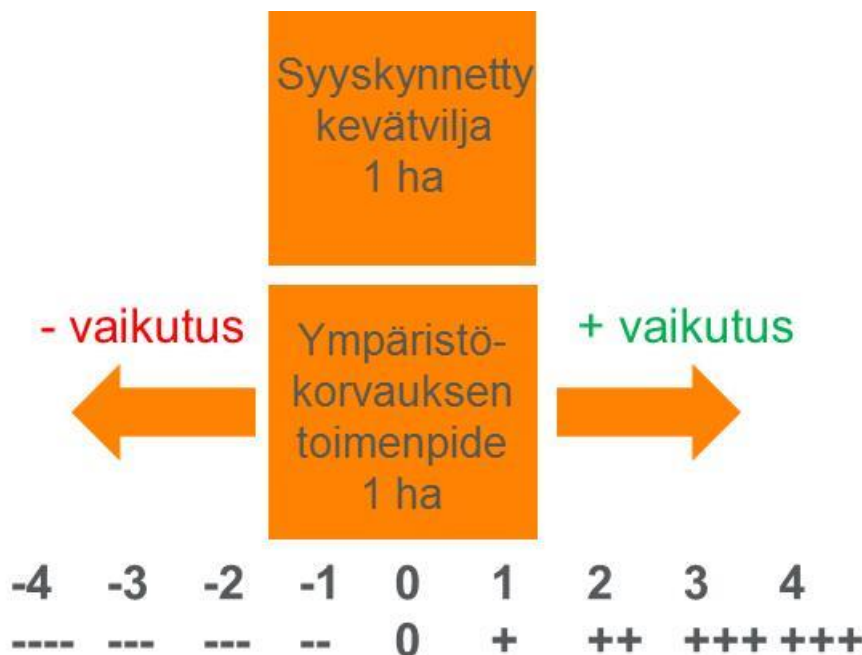 Syyskynnetty
kevätvilja
1 ha
- vaikutus
+ vaikutus
Ympäristö-
korvauksen
toimenpide
1 ha
-4 -3 -2 -1 0 1 2 3 4
---- --- --- -- 0 + ++ +++ +++